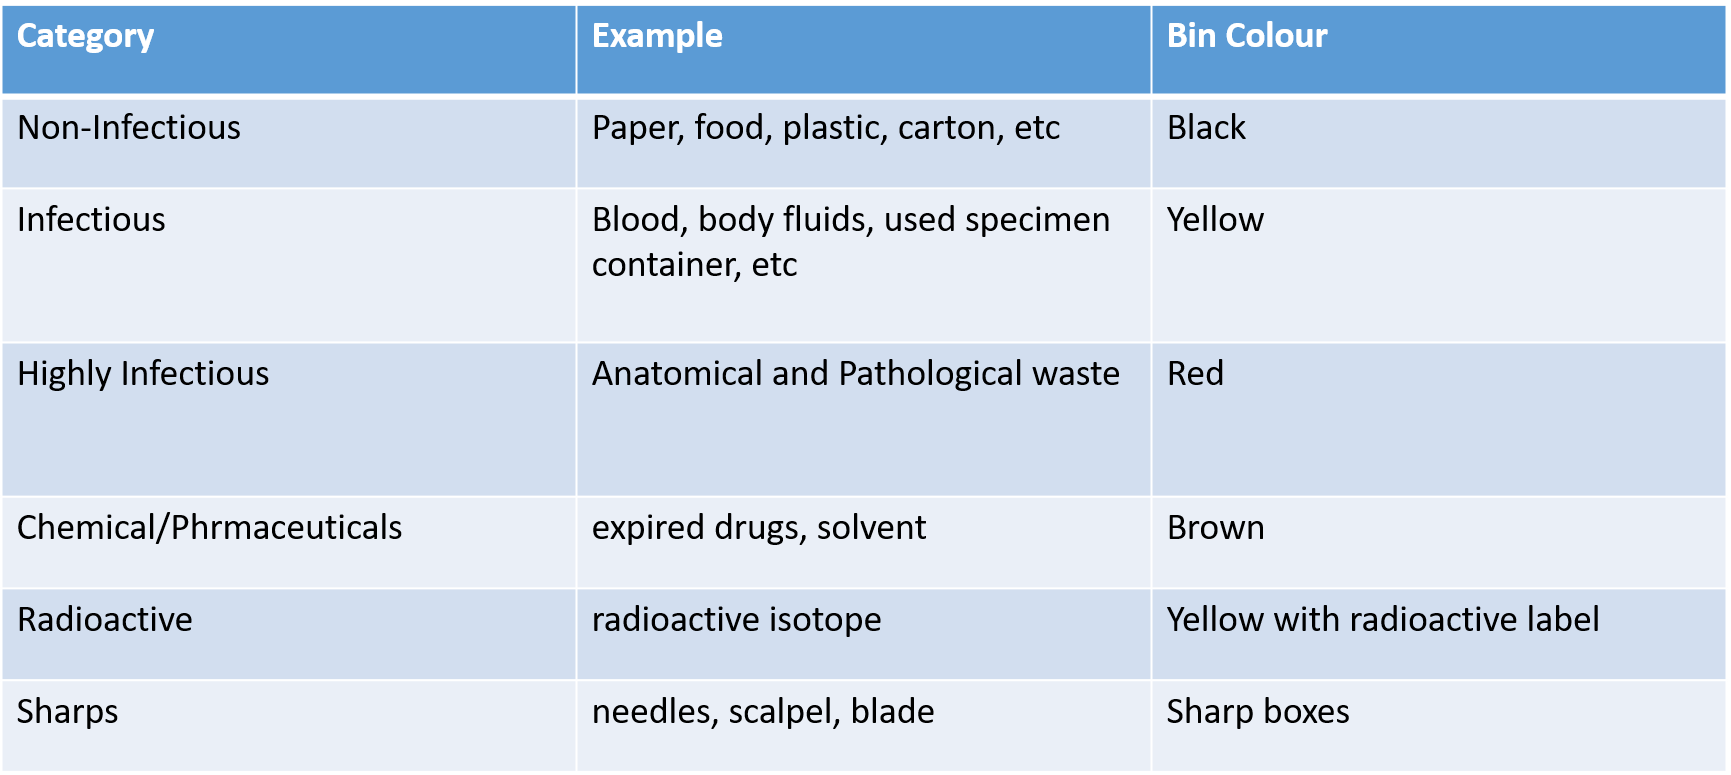 Category Example Bin Colour
Non-Infectious Paper, food, plastic, carton, etc Black
Infectious Blood, body fluids, used specimen Yellow
container, etc
Highly Infectious Anatomical and Pathological waste Red
Chemical/Phrmaceuticals expired drugs, solvent Brown
Radioactive radioactive isotope Yellow with radioactive label
Sharps needles, scalpel, blade Sharp boxes